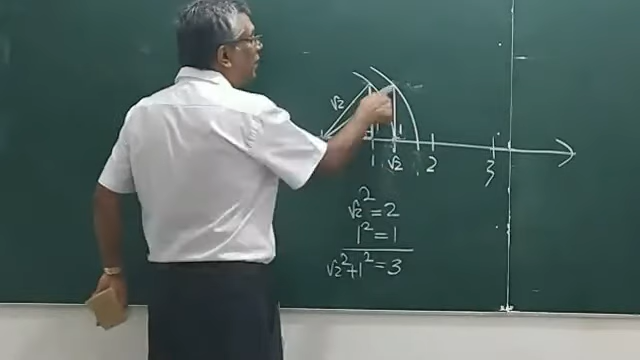 √2
1 √2 2 3
√2² = 2
1² = 1
√2² + 1² = 3